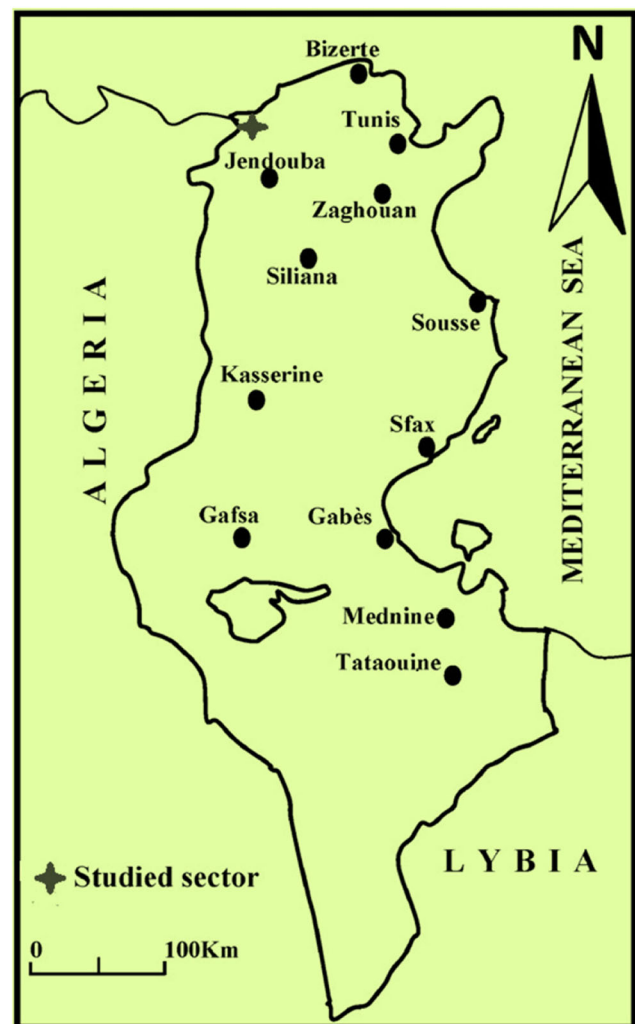 Bizerte
N
Tunis
Jendouba
Zaghouan
Siliana
Sousse
ALGERIA
MEDITERRANEAN SEA
Kasserine
Sfax
Gafsa
Gabès
Mednine
Tataouine
LYBIA
Studied sector
0 100Km